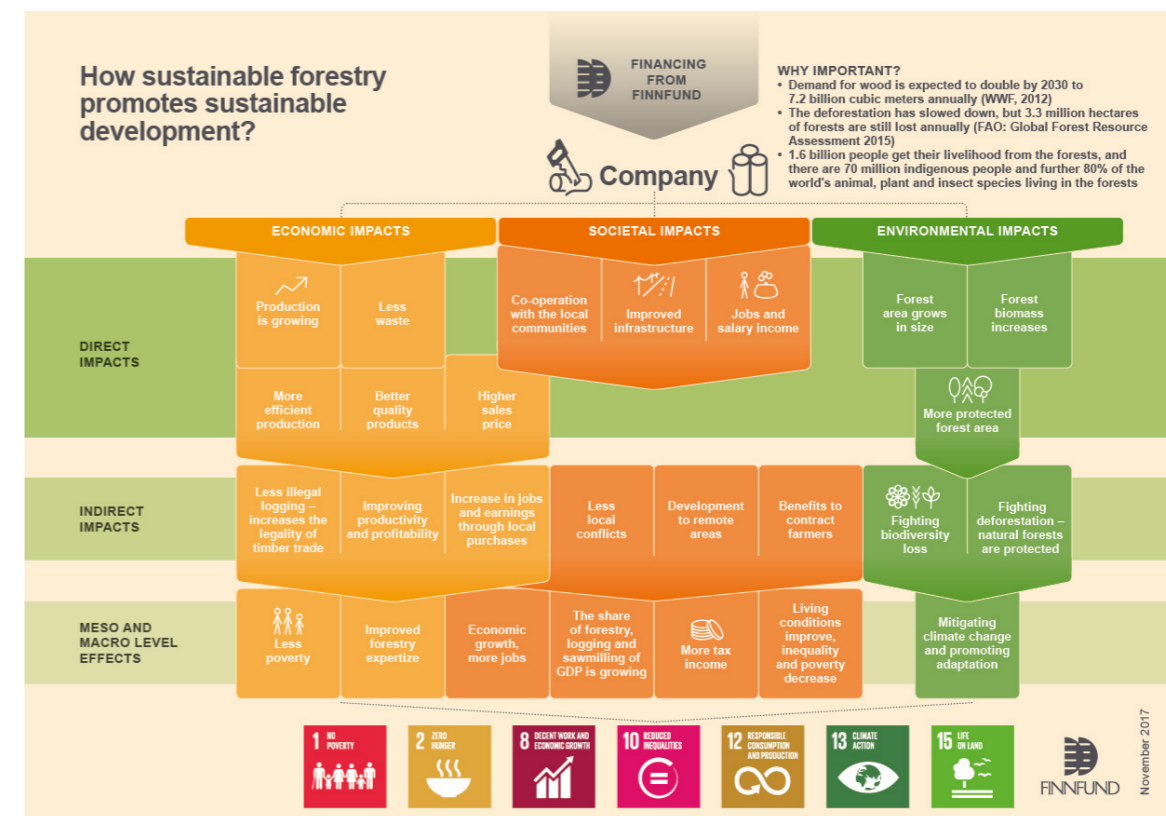 How sustainable forestry
promotes sustainable
development?
FINANCING
FROM
FINNFUND
WHY IMPORTANT?
• Demand for wood is expected to double by 2030 to
7.2 billion cubic meters annually (WWF, 2012)
• The deforestation has slowed down, but 3.3 million hectares
of forests are still lost annually (FAO: Global Forest Resource
Assessment 2015)
• 1.6 billion people get their livelihood from the forests, and
there are 70 million indigenous people and further 80% of the
world's animal, plant and insect species living in the forests
Company
ECONOMIC IMPACTS
SOCIETAL IMPACTS
ENVIRONMENTAL IMPACTS
DIRECT
IMPACTS
Production
is growing
Less
waste
Co-operation
with the local
communities
Improved
infrastructure
Jobs and
salary income
Forest
area grows
in size
Forest
biomass
increases
More
efficient
production
Better
quality
products
Higher
sales
price
More protected
forest area
INDIRECT
IMPACTS
Less illegal
logging –
increases the
legality of
timber trade
Improving
productivity
and profitability
Increase in jobs
and earnings
through local
purchases
Less
local
conflicts
Development
to remote
areas
Benefits to
contract
farmers
Fighting
biodiversity
loss
Fighting
deforestation –
natural forests
are protected
MESO AND
MACRO LEVEL
EFFECTS
Less
poverty
Improved
forestry
expertize
Economic
growth,
more jobs
The share
of forestry,
logging and
sawmilling of
GDP is growing
More tax
income
Living
conditions
improve,
inequality
and poverty
decrease
Mitigating
climate change
and promoting
adaptation
1 NO
POVERTY
2 ZERO
HUNGER
8 DECENT WORK AND
ECONOMIC GROWTH
10 REDUCED
INEQUALITIES
12 RESPONSIBLE
CONSUMPTION
AND PRODUCTION
13 CLIMATE
ACTION
15 LIFE
ON LAND
FINNFUND
November 2017